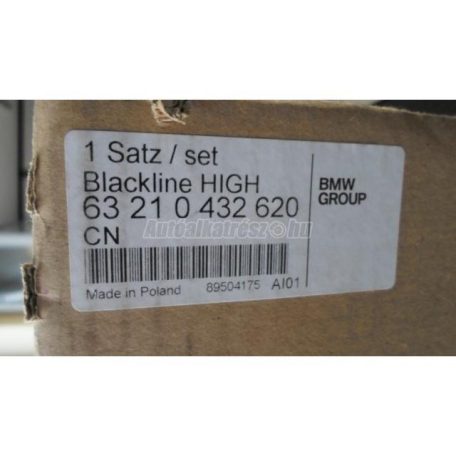 1 Satz / set
Blackline HIGH
63 21 0 432 620
CN
Made in Poland 89504175 AI01
BMW
GROUP
Autóalkatrész.hu